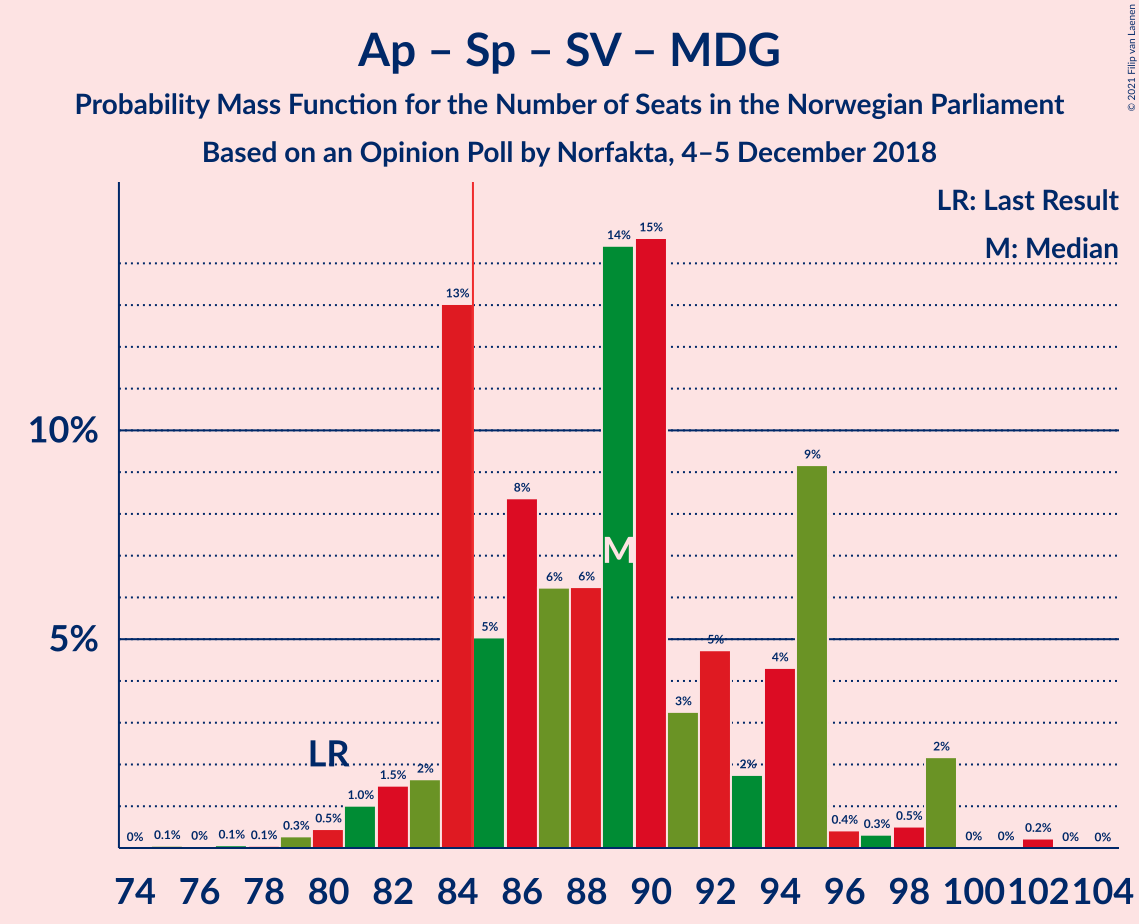 Ap – Sp – SV – MDG
Probability Mass Function for the Number of Seats in the Norwegian Parliament
Based on an Opinion Poll by Norfakta, 4–5 December 2018
© 2021 Filip van Laenen
LR: Last Result
M: Median
10%
5%
LR
M
0% 0.1% 0% 0.1% 0.1% 0.3% 0.5% 1.0% 1.5% 2% 13% 5% 8% 6% 6% 14% 15% 3% 5% 2% 4% 9% 0.4% 0.3% 0.5% 2% 0% 0% 0.2% 0% 0%
74 76 78 80 82 84 86 88 90 92 94 96 98 100 102 104